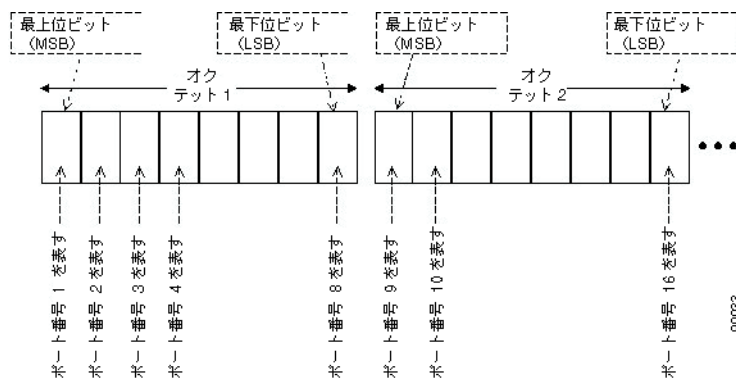 最上位ビット
(MSB)
最下位ビット
(LSB)
最上位ビット
(MSB)
最下位ビット
(LSB)
オク
テット 1
オク
テット 2
ポート番号 1 を表す
ポート番号 2 を表す
ポート番号 3 を表す
ポート番号 4 を表す
ポート番号 8 を表す
ポート番号 9 を表す
ポート番号 10 を表す
ポート番号 16 を表す